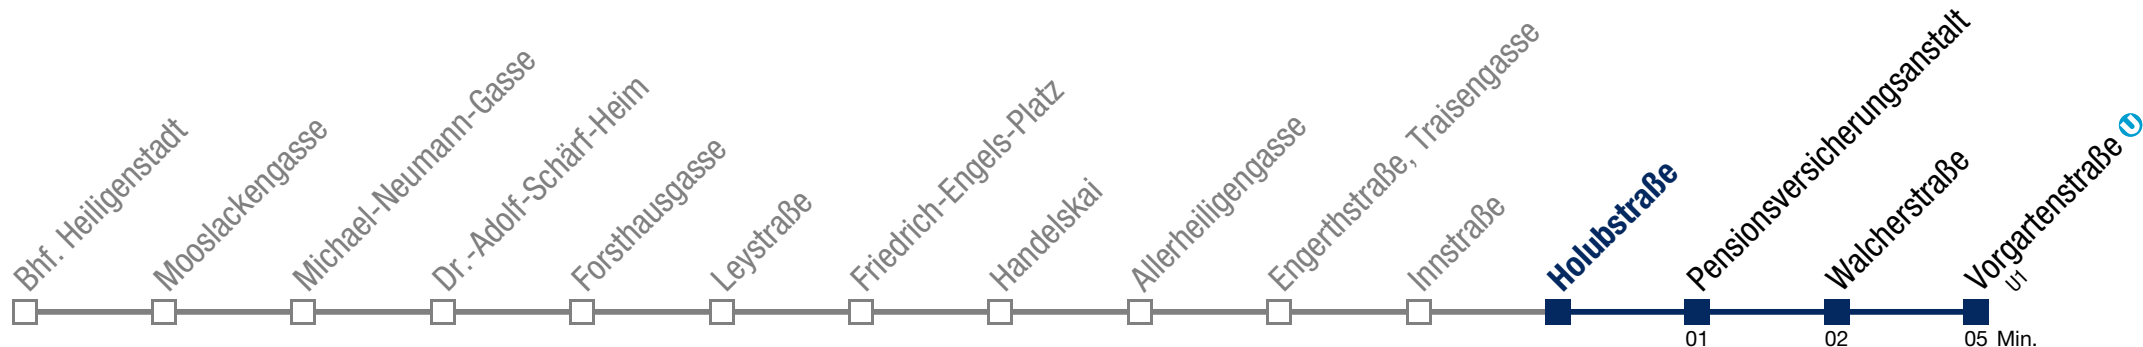 Bhf. Heiligenstadt
Mooslackengasse
Michael-Neumann-Gasse
Dr.-Adolf-Schärf-Heim
Forsthausgasse
Leystraße
Friedrich-Engels-Platz
Handelskai
Allerheiligengasse
Engerthstraße, Traisengasse
Innstraße
Holubstraße
Pensionsversicherungsanstalt
Walcherstraße
Vorgartenstraße U
U1
01 02 05 Min.